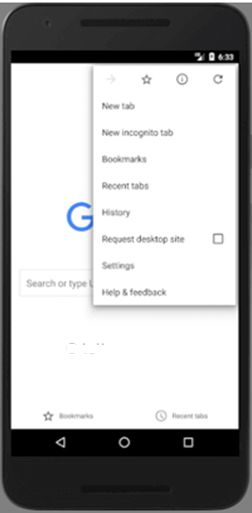 6:33
New tab
New incognito tab
Bookmarks
Recent tabs
History
Request desktop site
Settings
Help & feedback
G
Search or type U
Bookmarks
Recent tabs